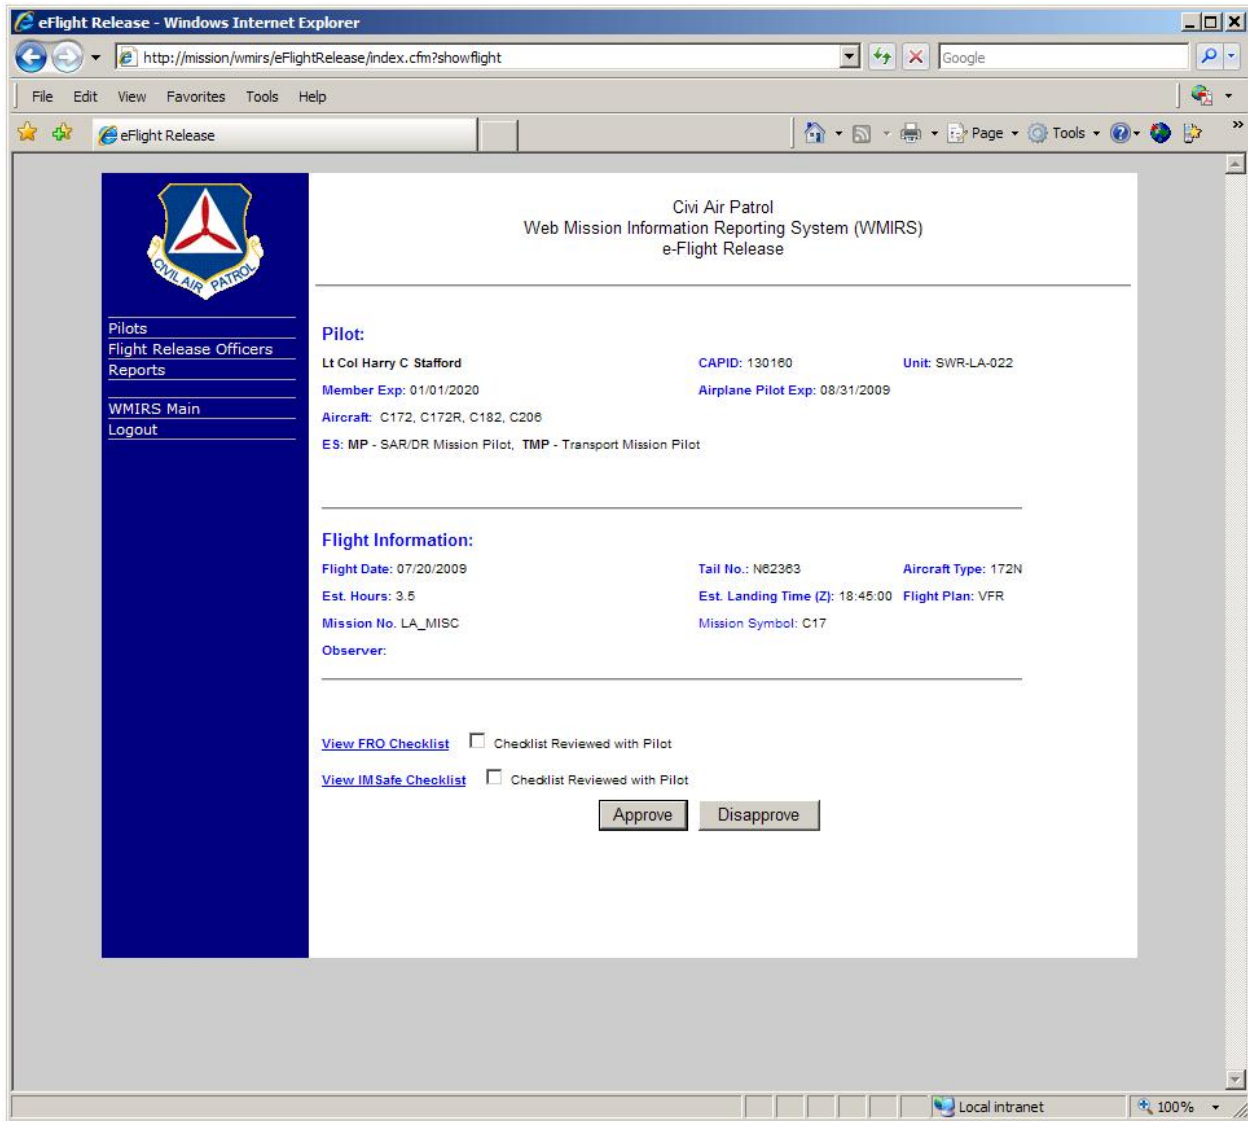 eFlight Release - Windows Internet Explorer
http://mission/wmirs/eFlightRelease/index.cfm?showflight
Google
File Edit View Favorites Tools Help
eFlight Release
Page Tools
»
CIVIL AIR PATROL
Pilots
Flight Release Officers
Reports
WMIRS Main
Logout
Civi Air Patrol
Web Mission Information Reporting System (WMIRS)
e-Flight Release
Pilot:
Lt Col Harry C Stafford CAPID: 130160 Unit: SWR-LA-022
Member Exp: 01/01/2020 Airplane Pilot Exp: 08/31/2009
Aircraft: C172, C172R, C182, C206
ES: MP - SAR/DR Mission Pilot, TMP - Transport Mission Pilot
Flight Information:
Flight Date: 07/20/2009 Tail No.: N62363 Aircraft Type: 172N
Est. Hours: 3.5 Est. Landing Time (Z): 18:45:00 Flight Plan: VFR
Mission No. LA_MISC Mission Symbol: C17
Observer:
View FRO Checklist Checklist Reviewed with Pilot
View IMSafe Checklist Checklist Reviewed with Pilot
Approve Disapprove
Local intranet 100%